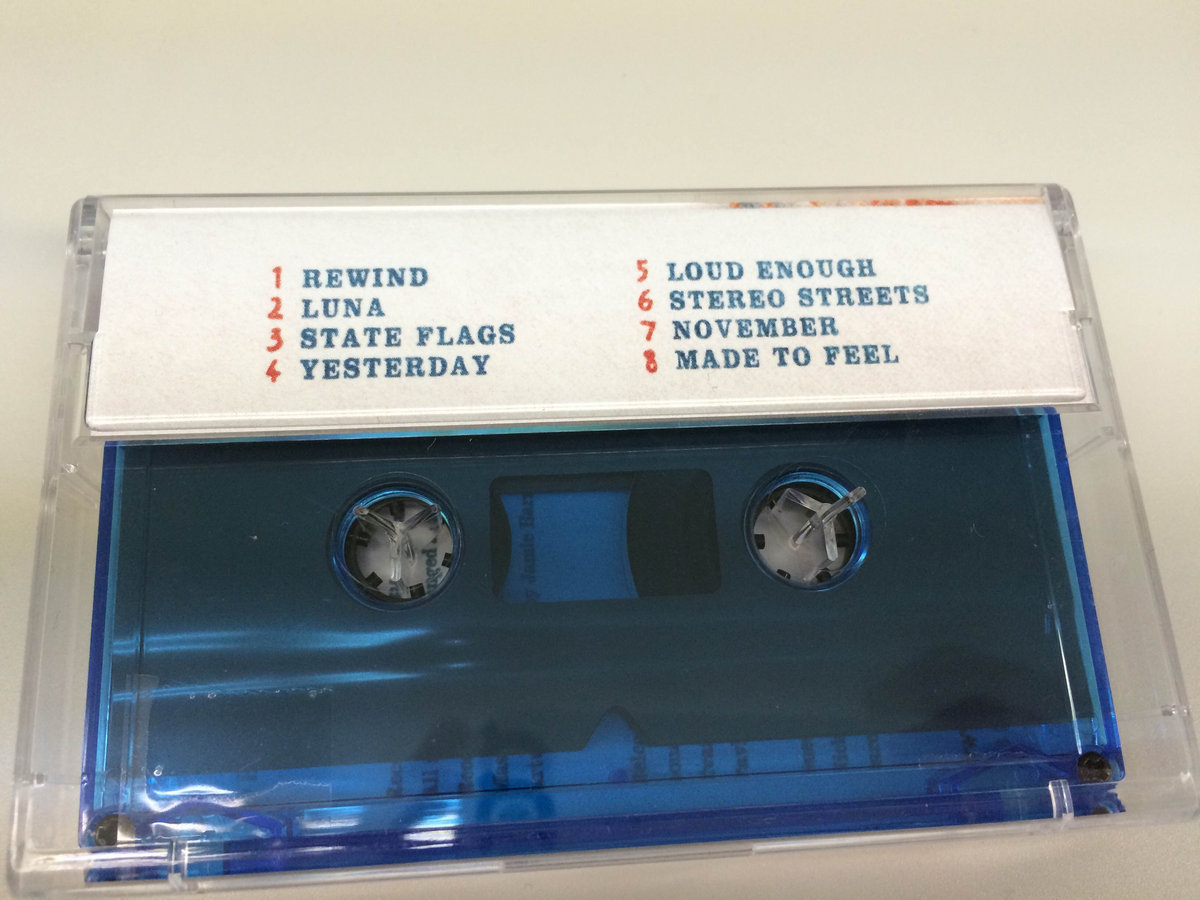 1 REWIND
2 LUNA
3 STATE FLAGS
4 YESTERDAY
5 LOUD ENOUGH
6 STEREO STREETS
7 NOVEMBER
8 MADE TO FEEL